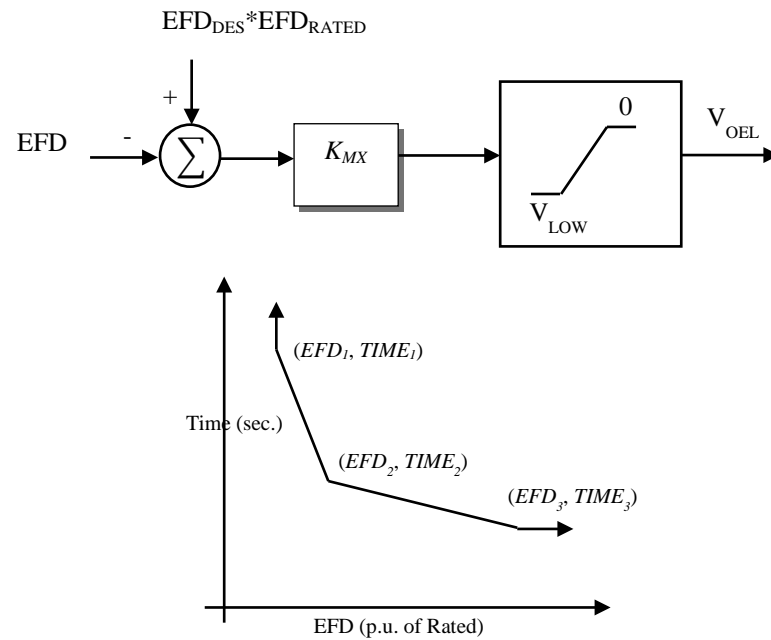 EFD_DES*EFD_RATED
+
EFD
-
∑
K_MX
0
V_LOW
V_OEL
(EFD_1, TIME_1)
Time (sec.)
(EFD_2, TIME_2)
(EFD_3, TIME_3)
EFD (p.u. of Rated)